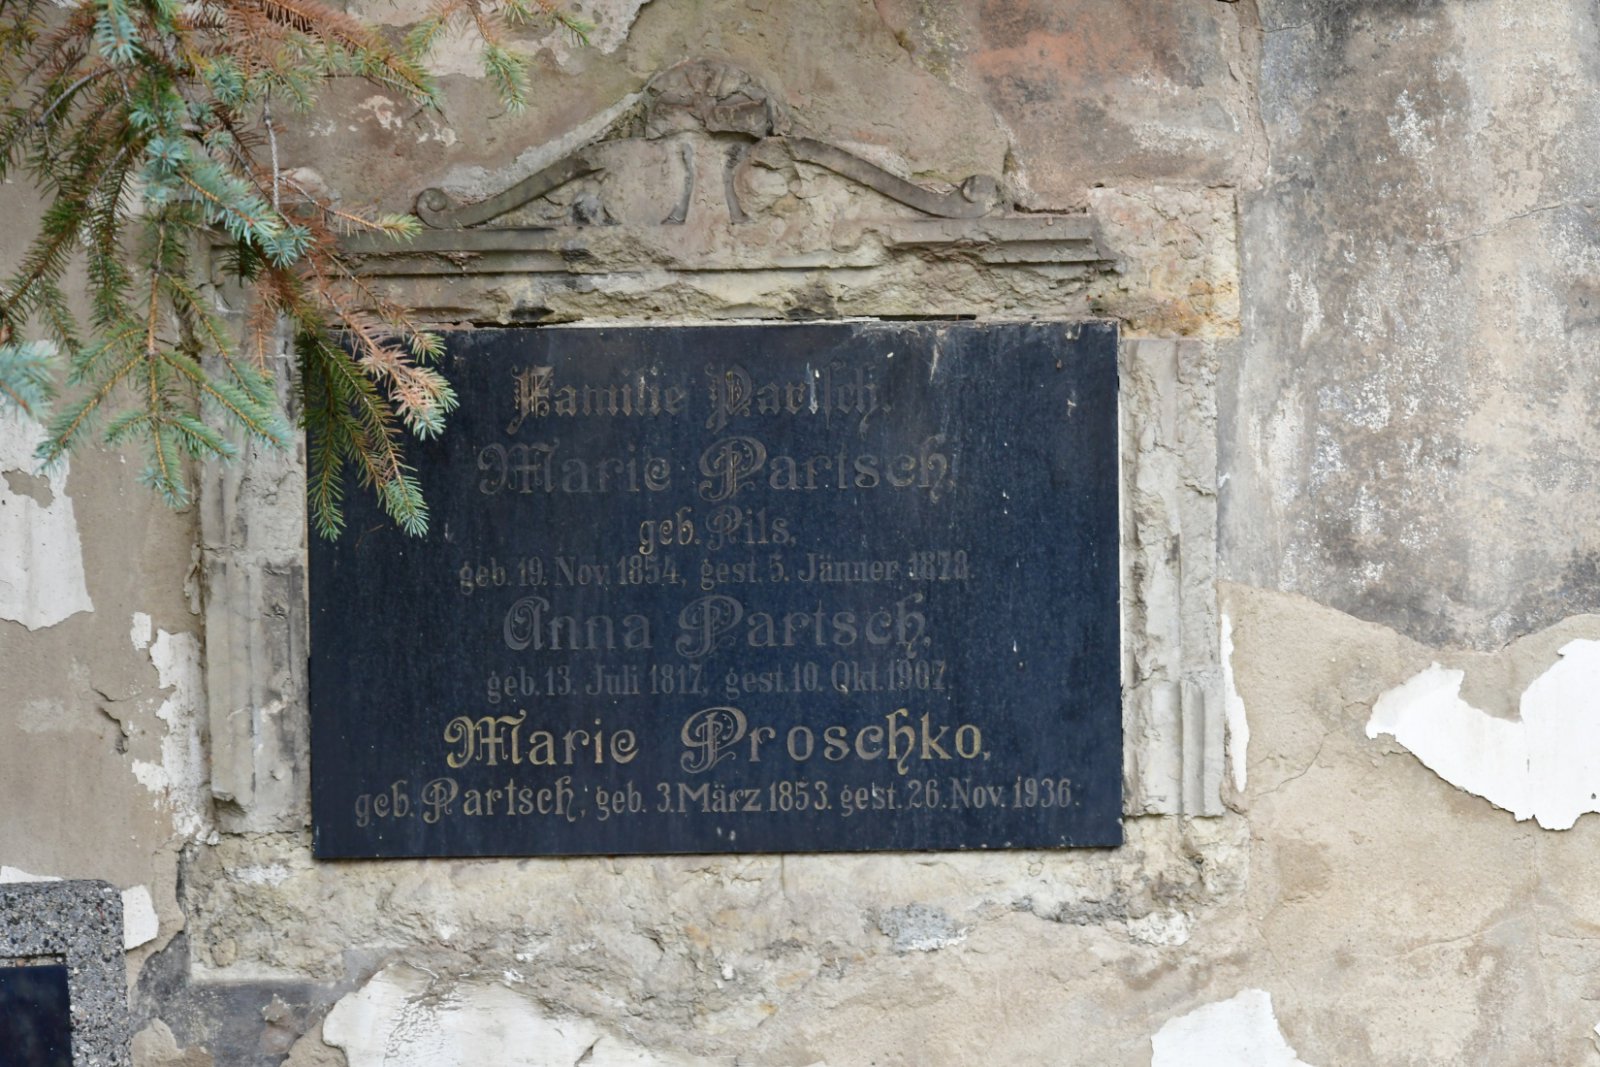 Familie Partsch.
Marie Partsch,
geb. Pils,
geb. 19. Nov. 1854, gest. 5. Jänner 1878.
Anna Partsch,
geb. 13. Juli 1817, gest. 10. Okt. 1907.
Marie Proschko,
geb. Partsch, geb. 3. März 1853. gest. 26. Nov. 1936.